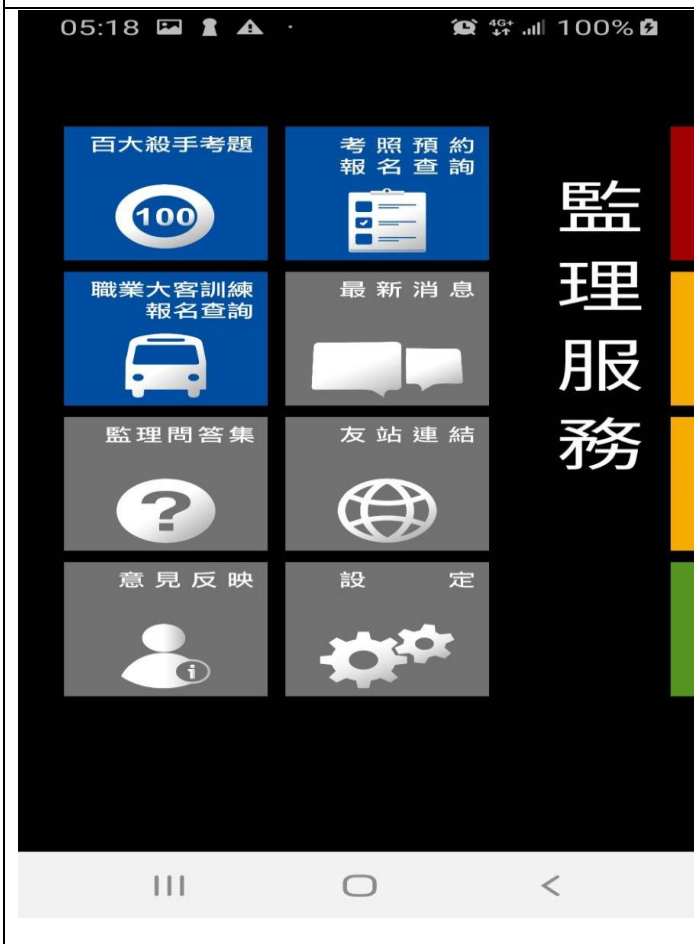 05:18
4G+ 100%
百大殺手考題
100
考照預約
報名查詢
職業大客訓練
報名查詢
最新消息
監理問答集
?
友站連結
意見反映
i
設定
監理服務